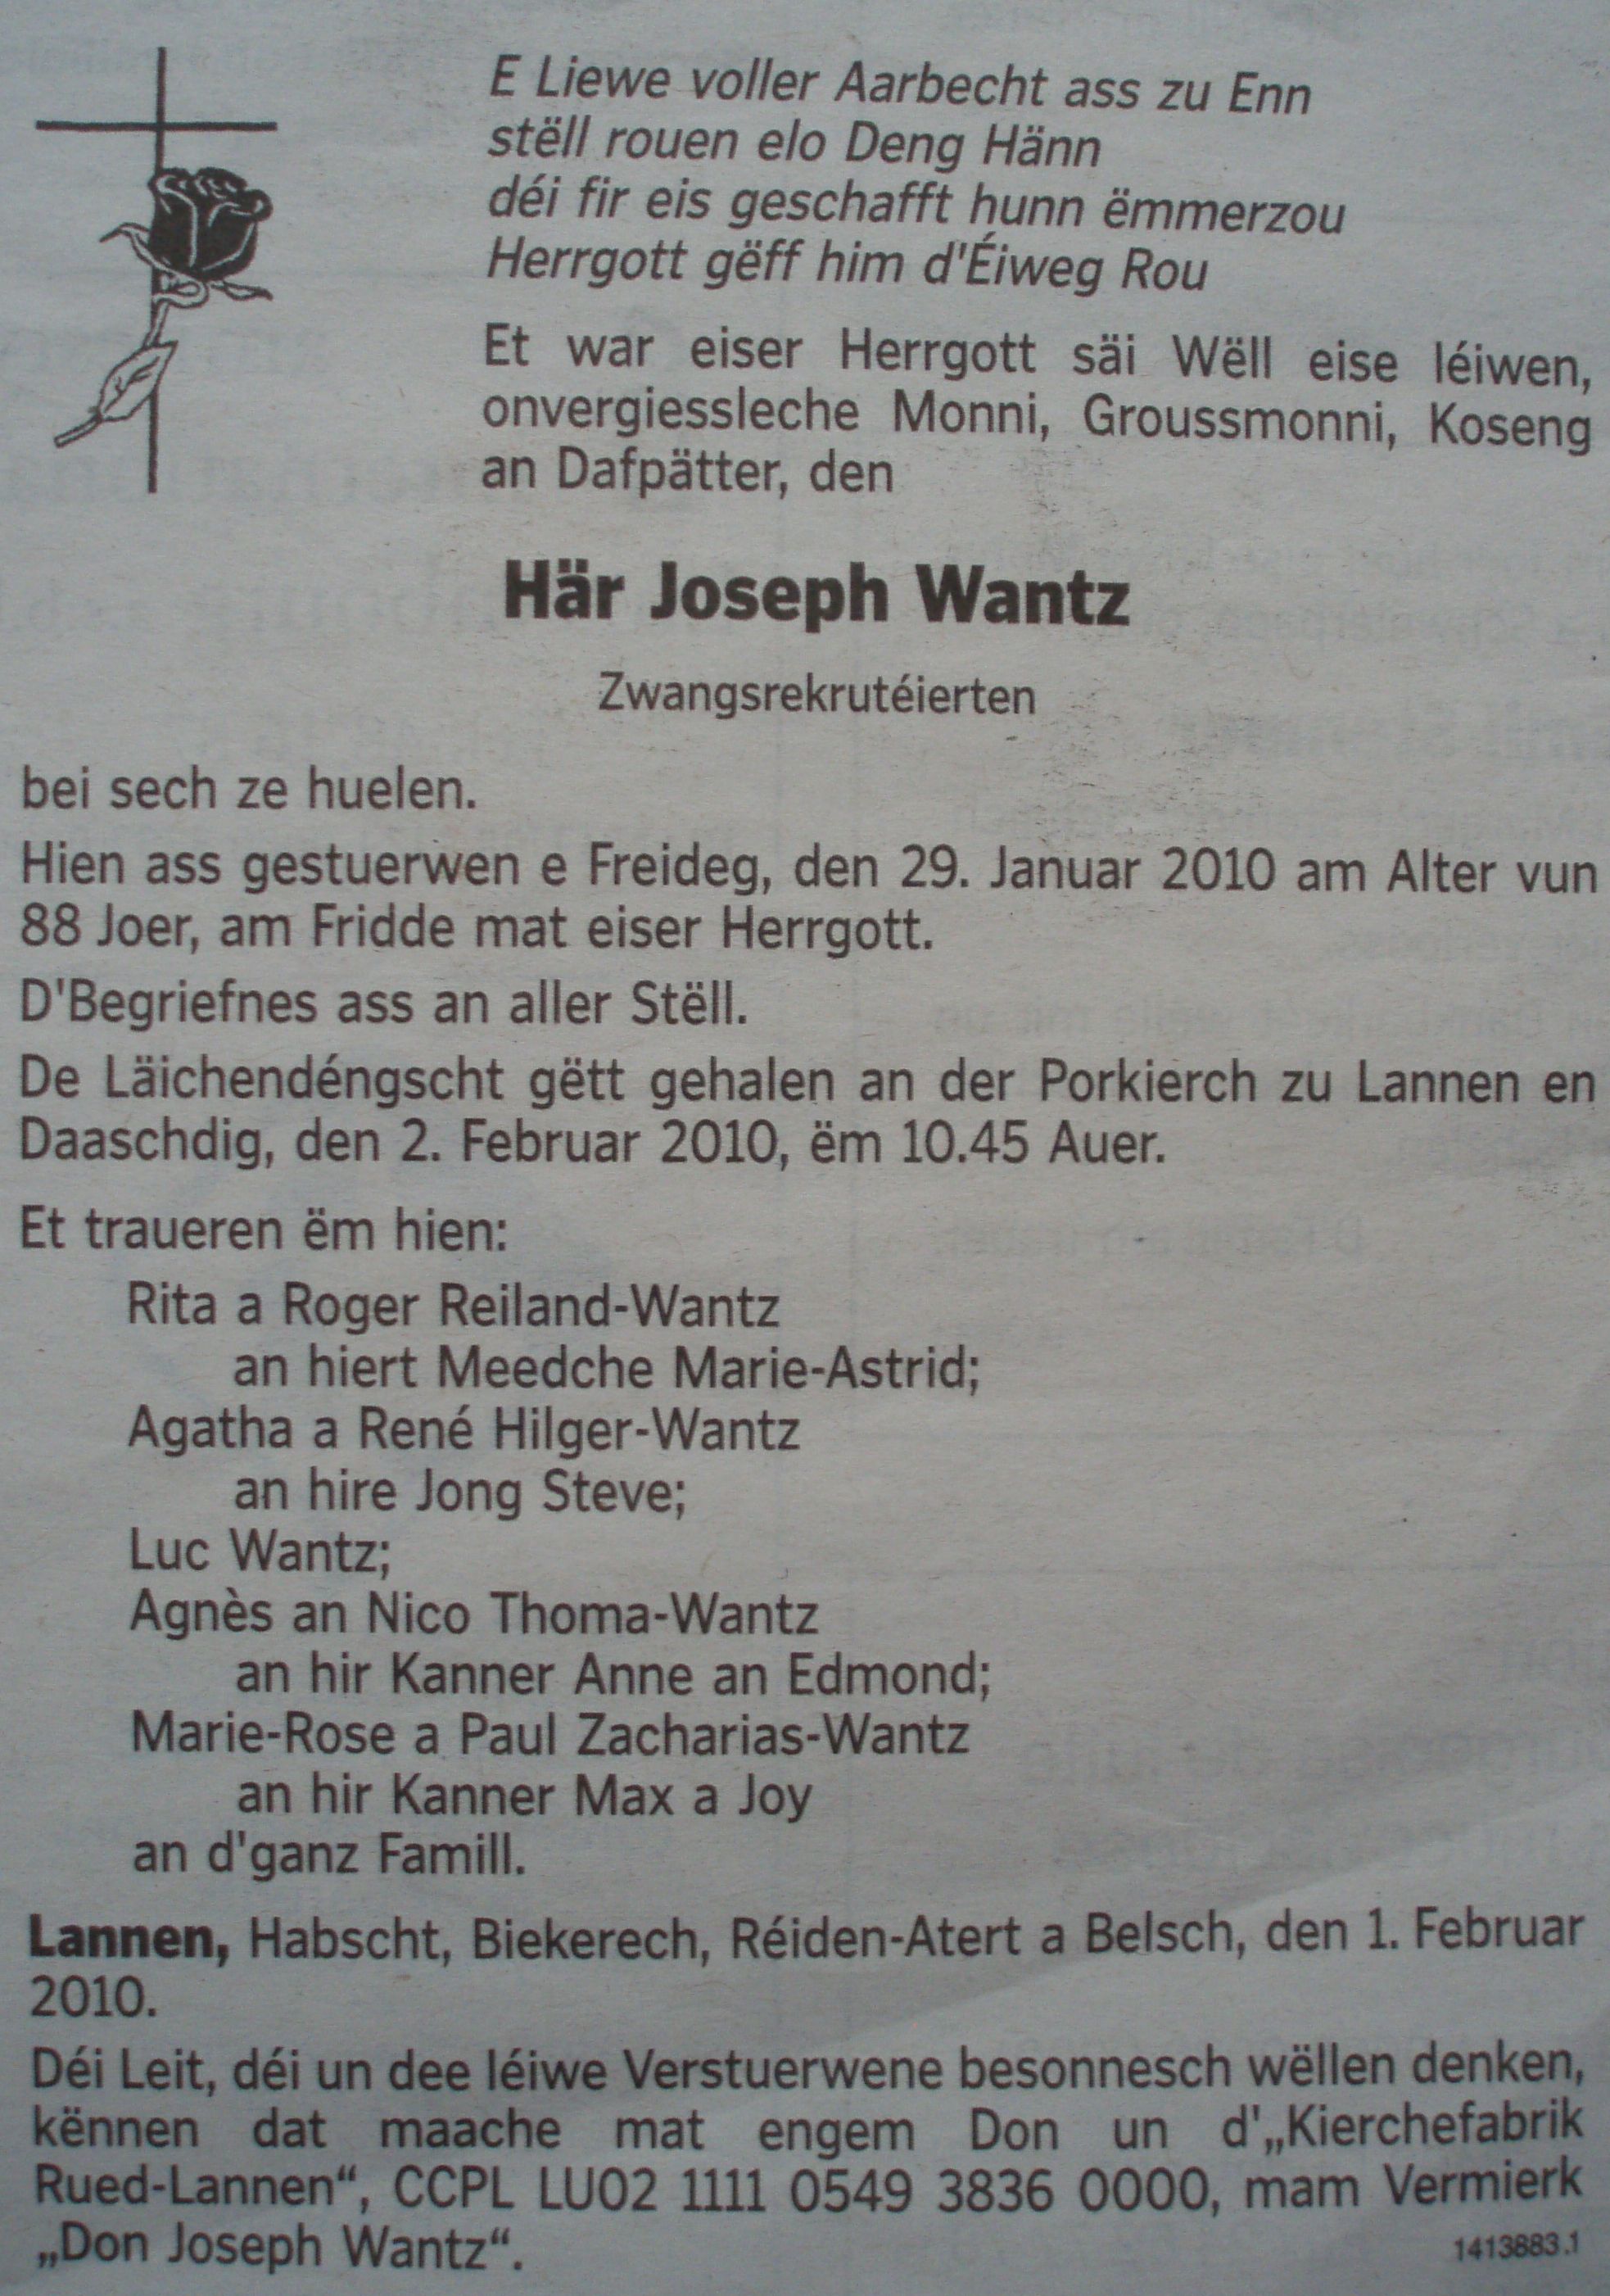 E Liewe voller Aarbecht ass zu Enn
stëll rouen elo Deng Hänn
déi fir eis geschafft hunn ëmmerzou
Herrgott gëff him d'Éiweg Rou
Et war eiser Herrgott säi Wëll eise léiwen,
onvergiessleche Monni, Groussmonni, Koseng
an Dafpätter, den
Här Joseph Wantz
Zwangsrekrutéierten
bei sech ze huelen.
Hien ass gestuerwen e Freideg, den 29. Januar 2010 am Alter vun
88 Joer, am Fridde mat eiser Herrgott.
D'Begriefnes ass an aller Stëll.
De Läichendéngscht gëtt gehalen an der Porkierch zu Lannen en
Daaschdig, den 2. Februar 2010, ëm 10.45 Auer.
Et traueren ëm hien:
Rita a Roger Reiland-Wantz
an hiert Meedche Marie-Astrid;
Agatha a René Hilger-Wantz
an hire Jong Steve;
Luc Wantz;
Agnès an Nico Thoma-Wantz
an hir Kanner Anne an Edmond;
Marie-Rose a Paul Zacharias-Wantz
an hir Kanner Max a Joy
an d'ganz Famill.
Lannen, Habscht, Biekerech, Réiden-Atert a Belsch, den 1. Februar
2010.
Déi Leit, déi un dee léiwe Verstuerwene besonnesch wëllen denken,
kënnen dat maache mat engem Don un d'„Kierchefabrik
Rued-Lannen“, CCPL LU02 1111 0549 3836 0000, mam Vermierk
„Don Joseph Wantz“.
1413883.1